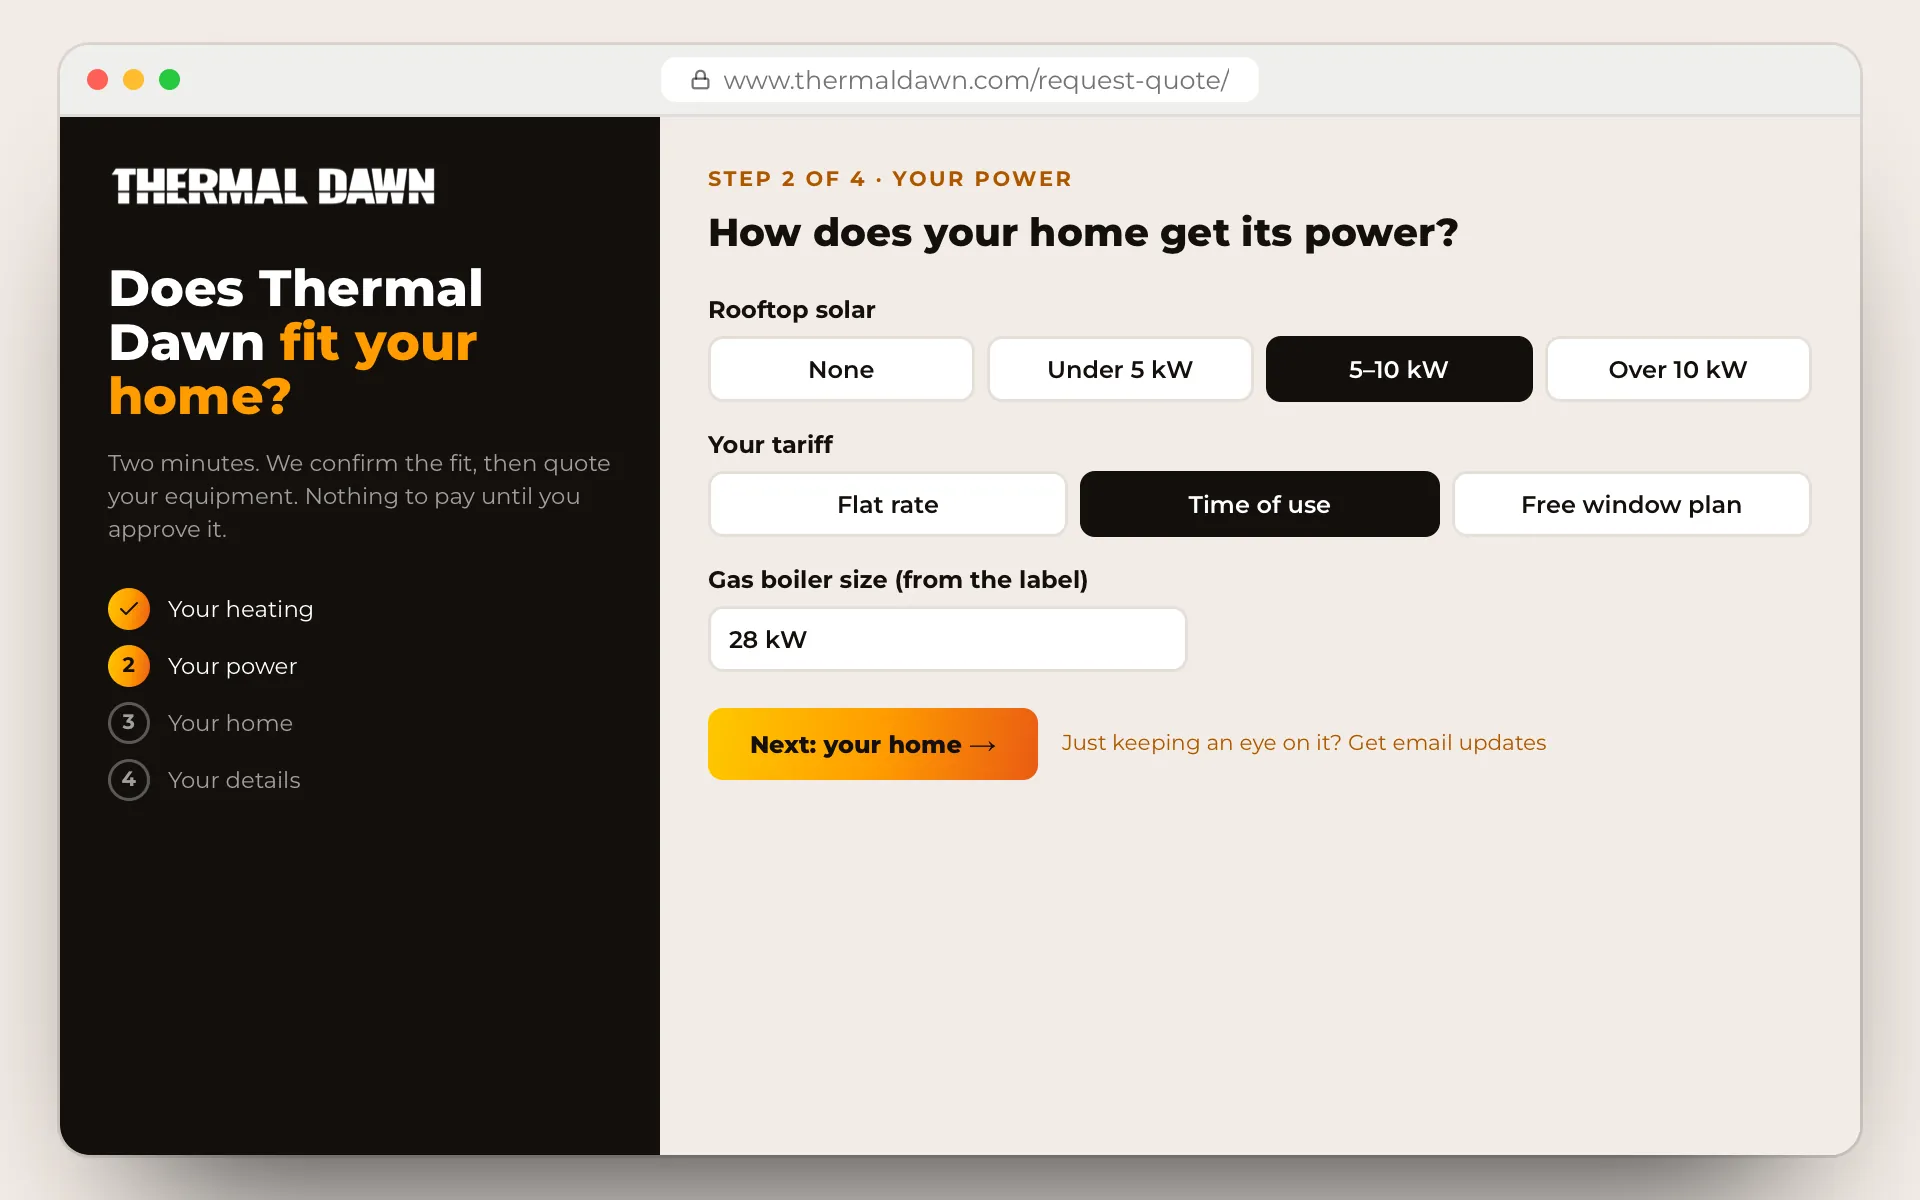 www.thermaldawn.com/request-quote/
THERMAL DAWN
Does Thermal
Dawn fit your
home?
Two minutes. We confirm the fit, then quote
your equipment. Nothing to pay until you
approve it.
Your heating
2 Your power
3 Your home
4 Your details
STEP 2 OF 4 · YOUR POWER
How does your home get its power?
Rooftop solar
None Under 5 kW 5–10 kW Over 10 kW
Your tariff
Flat rate Time of use Free window plan
Gas boiler size (from the label)
28 kW
Next: your home → Just keeping an eye on it? Get email updates